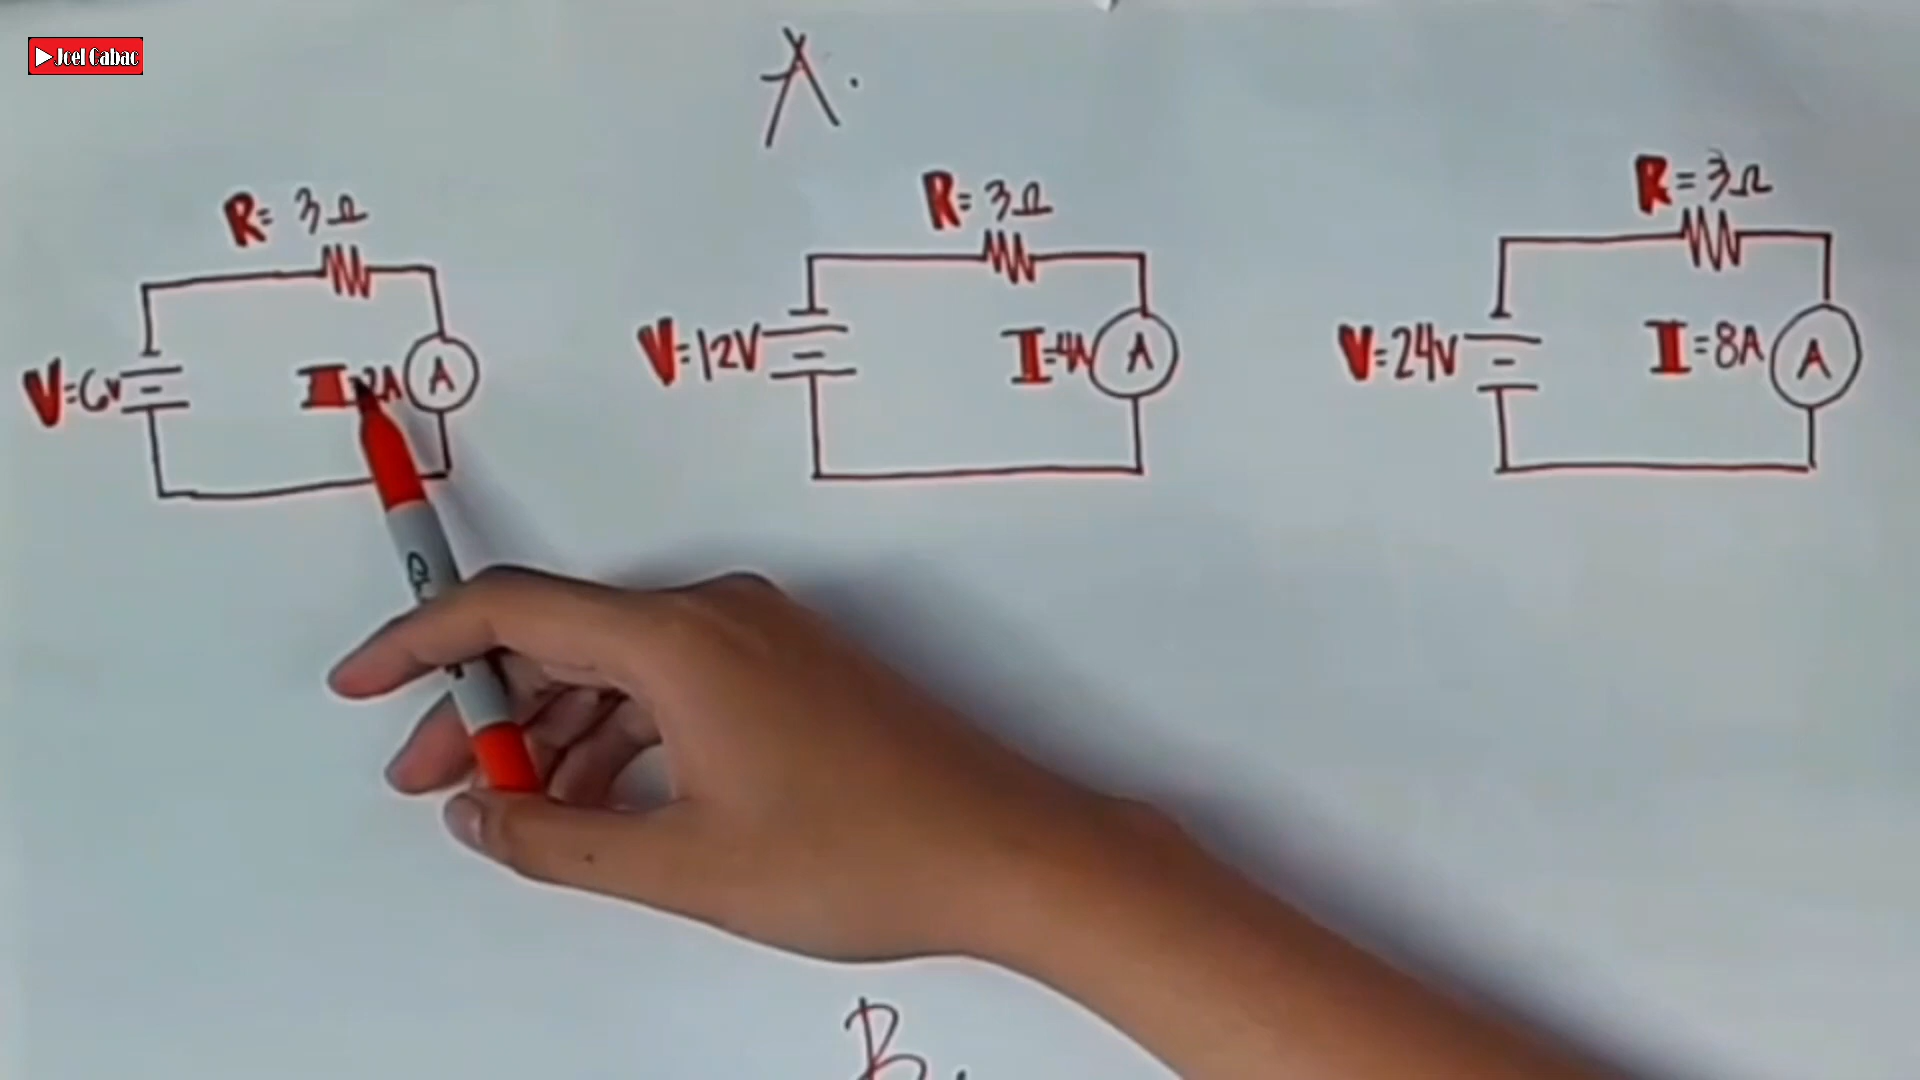 Joel Cabac
A.
R= 3Ω
V=6v
I=2A
A
R=3Ω
V=12V
I=4A
A
R=3Ω
V=24V
I=8A
A
B.